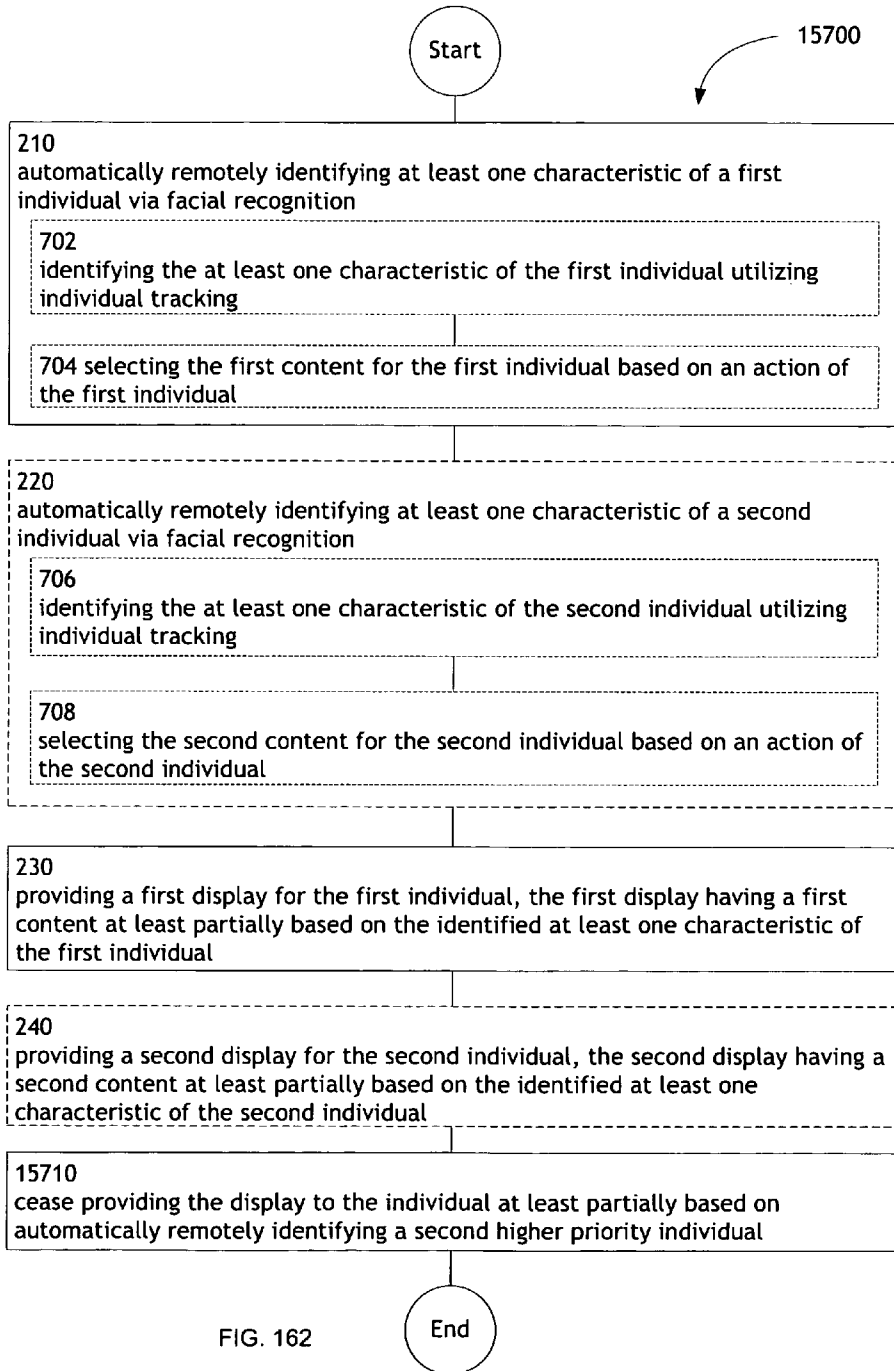 Start
15700
210
automatically remotely identifying at least one characteristic of a first
individual via facial recognition
702
identifying the at least one characteristic of the first individual utilizing
individual tracking
704 selecting the first content for the first individual based on an action of
the first individual
220
automatically remotely identifying at least one characteristic of a second
individual via facial recognition
706
identifying the at least one characteristic of the second individual utilizing
individual tracking
708
selecting the second content for the second individual based on an action of
the second individual
230
providing a first display for the first individual, the first display having a first
content at least partially based on the identified at least one characteristic of
the first individual
240
providing a second display for the second individual, the second display having a
second content at least partially based on the identified at least one
characteristic of the second individual
15710
cease providing the display to the individual at least partially based on
automatically remotely identifying a second higher priority individual
End
FIG. 162